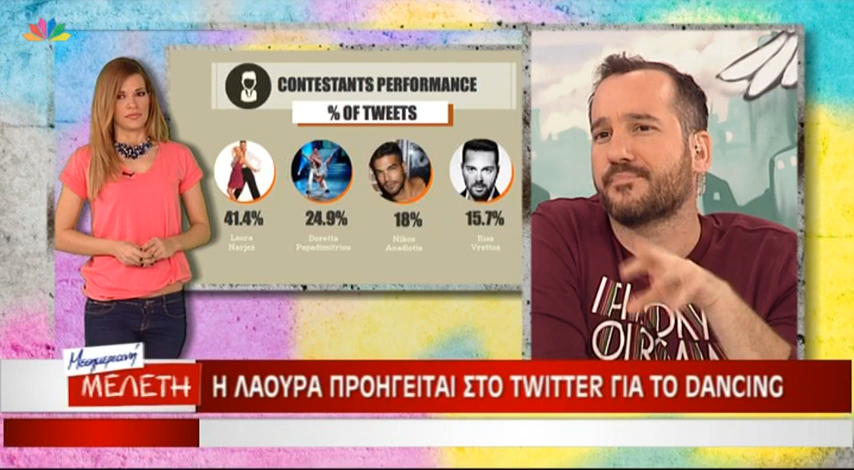 CONTESTANTS PERFORMANCE
% OF TWEETS
41.4% 24.9% 18% 15.7%
Laura Doretta Nikos Ilias
Narjes Papadimitriou Anadiotis Vrettos
Μεσημεριανή
ΜΕΛΕΤΗ
Η ΛΑΟΥΡΑ ΠΡΟΗΓΕΙΤΑΙ ΣΤΟ TWITTER ΓΙΑ ΤΟ DANCING